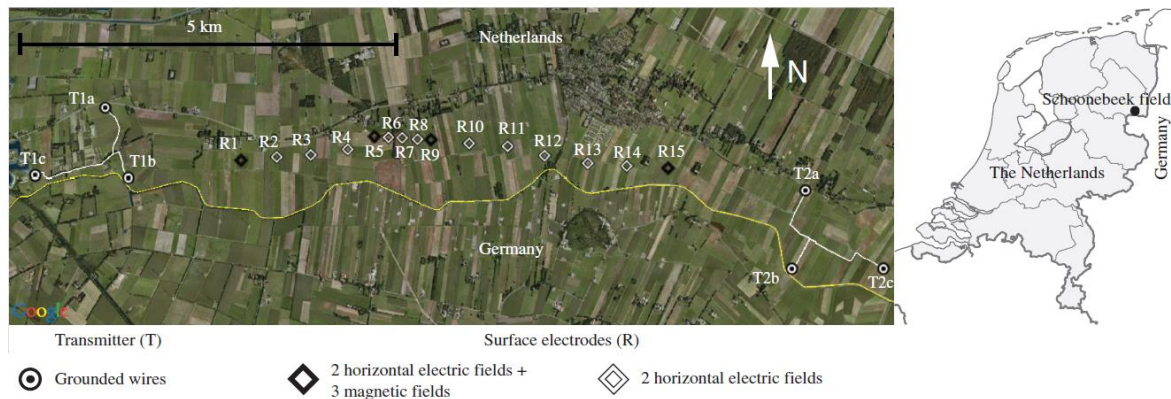 5 km
Netherlands
N
T1a
T1c
T1b
R1
R2
R3
R4
R5
R6
R7
R8
R9
R10
R11
R12
R13
R14
R15
T2a
T2b
T2c
Germany
Google
Schoonebeek field
The Netherlands
Germany
Transmitter (T)
Surface electrodes (R)
Grounded wires
2 horizontal electric fields +
3 magnetic fields
2 horizontal electric fields